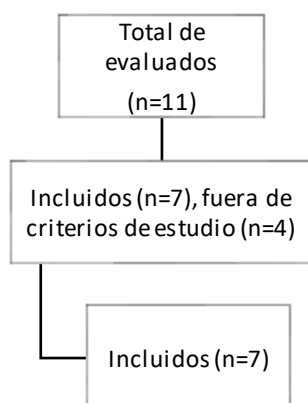 Total de
evaluados
(n=11)
Incluidos (n=7), fuera de
criterios de estudio (n=4)
Incluidos (n=7)